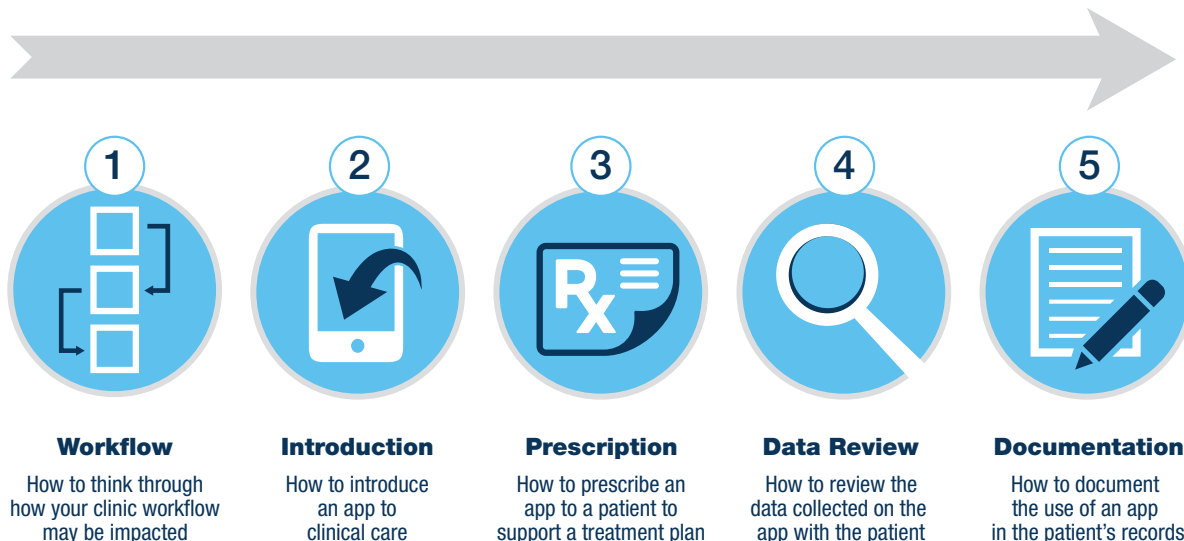 1
2
3
4
5
Rx
Workflow
How to think through
how your clinic workflow
may be impacted
Introduction
How to introduce
an app to
clinical care
Prescription
How to prescribe an
app to a patient to
support a treatment plan
Data Review
How to review the
data collected on the
app with the patient
Documentation
How to document
the use of an app
in the patient's records